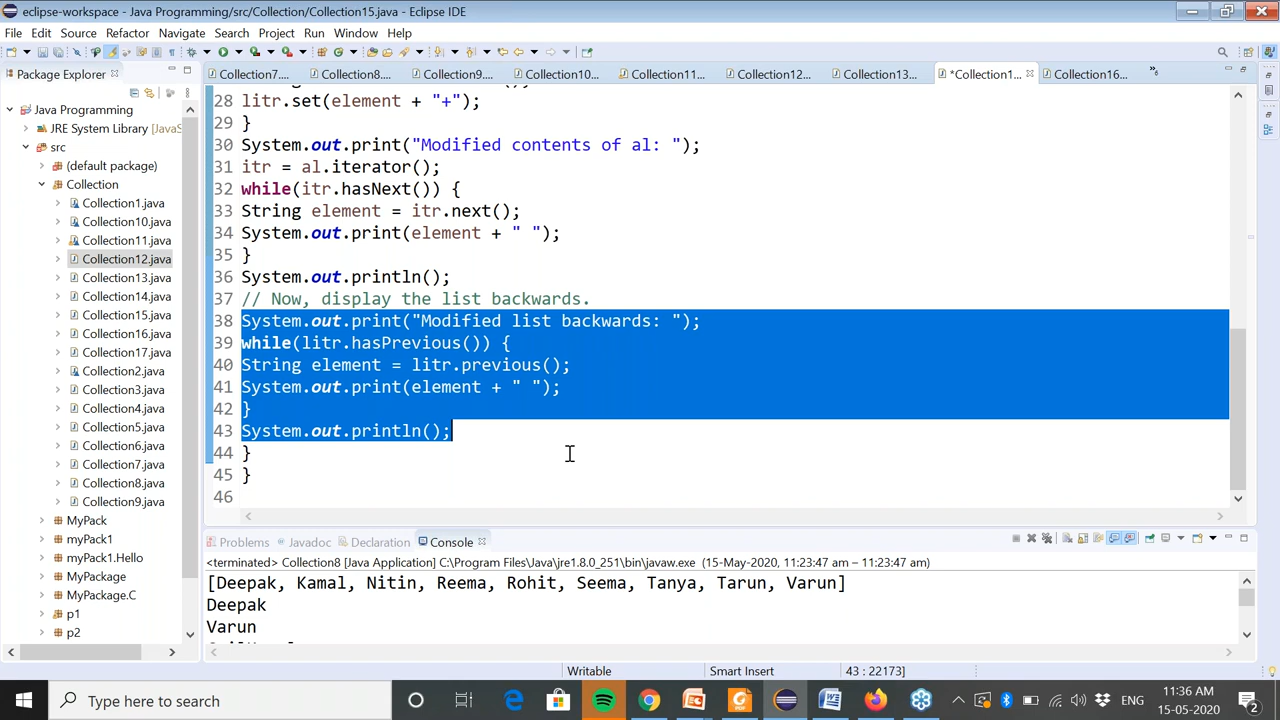 eclipse-workspace - Java Programming/src/Collection/Collection15.java - Eclipse IDE
File Edit Source Refactor Navigate Search Project Run Window Help
Package Explorer
Collection7....
Collection8....
Collection9....
Collection10...
Collection11...
Collection12...
Collection13...
*Collection1...
Collection16...
Java Programming
JRE System Library [JavaS
src
(default package)
Collection
Collection1.java
Collection10.java
Collection11.java
Collection12.java
Collection13.java
Collection14.java
Collection15.java
Collection16.java
Collection17.java
Collection2.java
Collection3.java
Collection4.java
Collection5.java
Collection6.java
Collection7.java
Collection8.java
Collection9.java
MyPack
myPack1
myPack1.Hello
MyPackage
MyPackage.C
p1
p2
28 litr.set(element + "+");
29 }
30 System.out.print("Modified contents of al: ");
31 itr = al.iterator();
32 while(itr.hasNext()) {
33 String element = itr.next();
34 System.out.print(element + " ");
35 }
36 System.out.println();
37 // Now, display the list backwards.
38 System.out.print("Modified list backwards: ");
39 while(litr.hasPrevious()) {
40 String element = litr.previous();
41 System.out.print(element + " ");
42 }
43 System.out.println();
44 }
45 }
46
Problems Javadoc Declaration Console
<terminated> Collection8 [Java Application] C:\Program Files\Java\jre1.8.0_251\bin\javaw.exe (15-May-2020, 11:23:47 am – 11:23:47 am)
[Deepak, Kamal, Nitin, Reema, Rohit, Seema, Tanya, Tarun, Varun]
Deepak
Varun
Writable Smart Insert 43 : 22173]
Type here to search
ENG
11:36 AM
15-05-2020
2